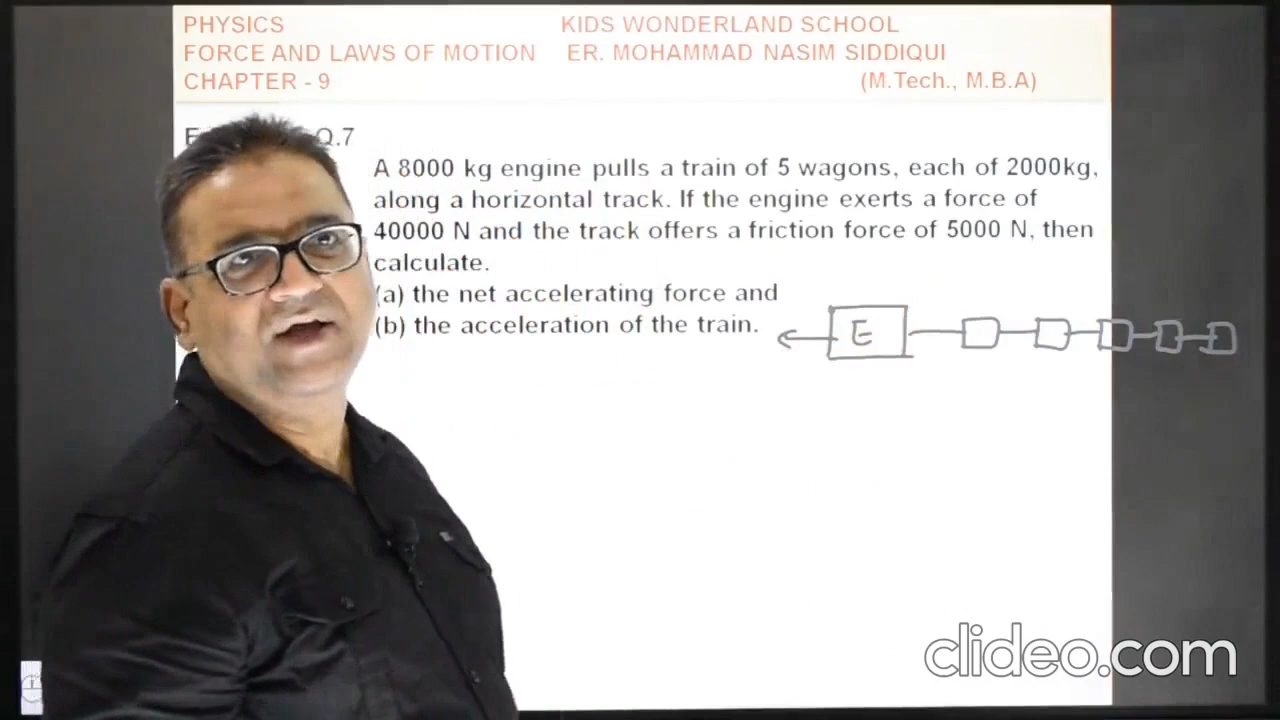 PHYSICS KIDS WONDERLAND SCHOOL
FORCE AND LAWS OF MOTION ER. MOHAMMAD NASIM SIDDIQUI
CHAPTER - 9 (M.Tech., M.B.A)
Q.7
A 8000 kg engine pulls a train of 5 wagons, each of 2000kg,
along a horizontal track. If the engine exerts a force of
40000 N and the track offers a friction force of 5000 N, then
calculate.
(a) the net accelerating force and
(b) the acceleration of the train.
E
clideo.com